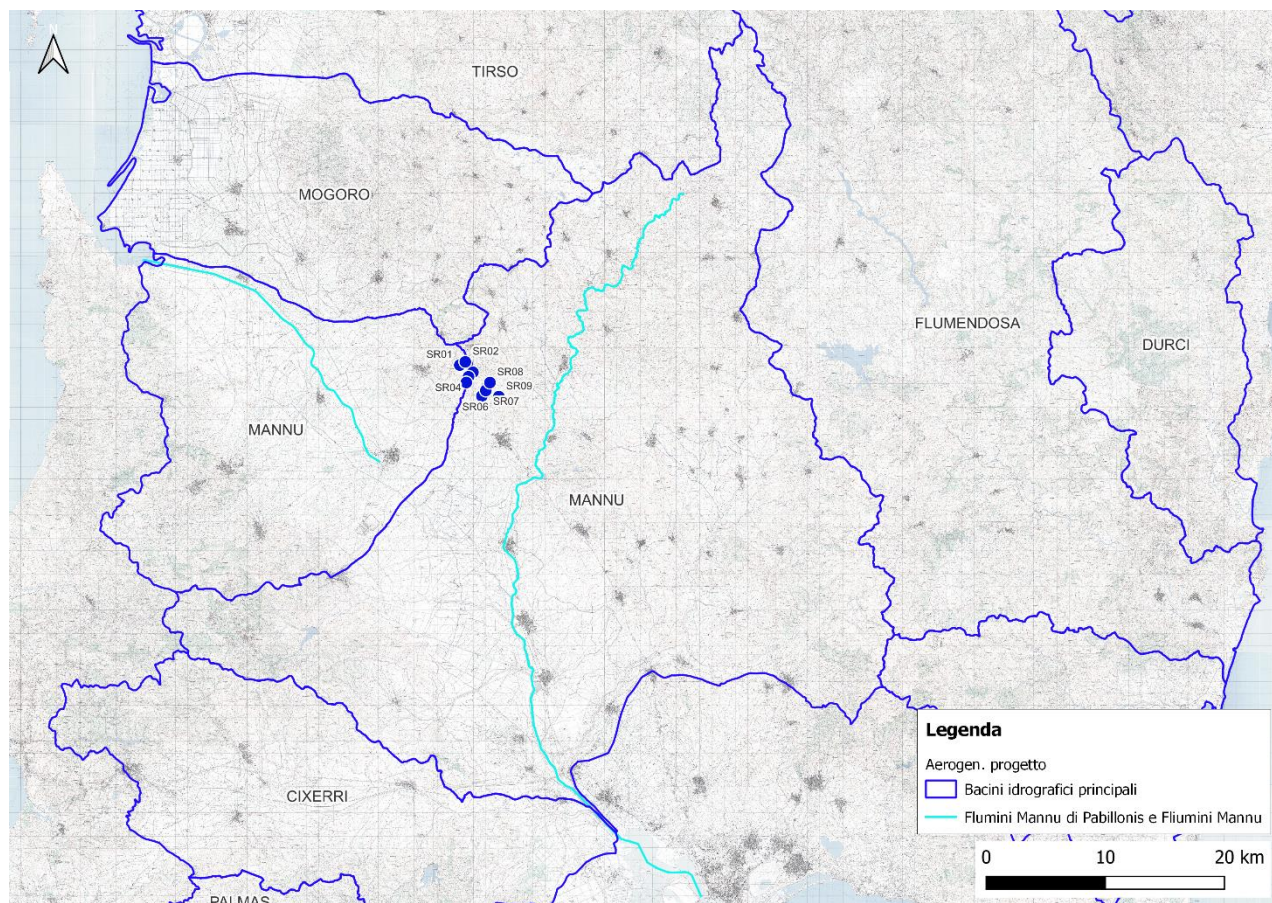 TIRSO
MOGORO
FLUMENDOSA
DURCI
SR01
SR02
SR08
SR04
SR09
SR07
SR06
MANNU
MANNU
CIXERRI
PALMAS
Legenda
Aerogen. progetto
Bacini idrografici principali
Flumini Mannu di Pabillonis e Fliumini Mannu
0 10 20 km